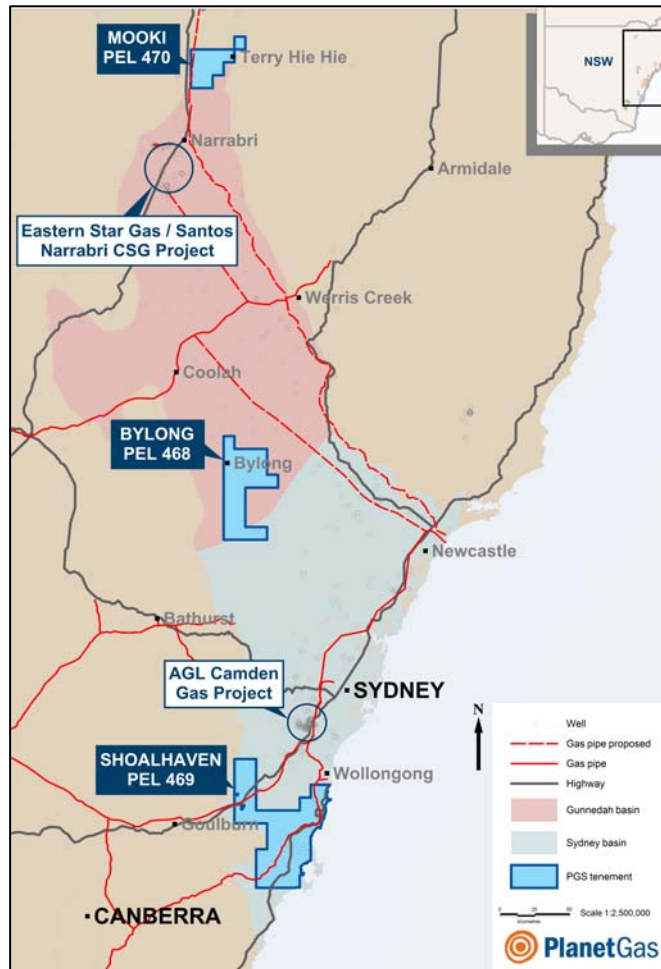 MOOKI
PEL 470
Terry Hie Hie
NSW
Narrabri
Armidale
Eastern Star Gas / Santos
Narrabri CSG Project
Werris Creek
Coolah
BYLONG
PEL 468
Bylong
Newcastle
Bathurst
AGL Camden
Gas Project
SYDNEY
SHOALHAVEN
PEL 469
Wollongong
Goulburn
CANBERRA
N
Well
Gas pipe proposed
Gas pipe
Highway
Gunnedah basin
Sydney basin
PGS tenement
Scale 1:2,500,000
kilometres
PlanetGas